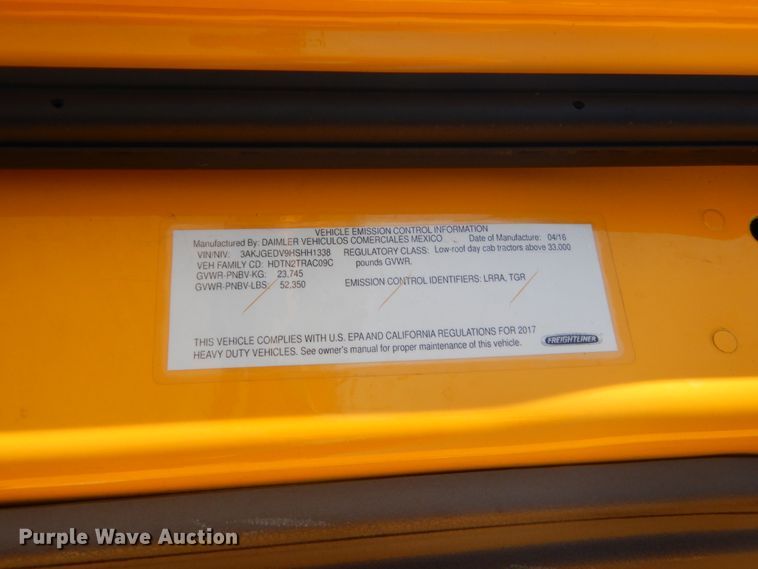 VEHICLE EMISSION CONTROL INFORMATION
Manufactured By: DAIMLER VEHICULOS COMERCIALES MEXICO Date of Manufacture: 04/16
VIN/NIV: 3AKJGEDV9HSHH1338 REGULATORY CLASS: Low-roof day cab tractors above 33,000
VEH FAMILY CD: HDTN2TRAC09C pounds GVWR.
GVWR-PNBV-KG: 23,745
GVWR-PNBV-LBS: 52,350 EMISSION CONTROL IDENTIFIERS: LRRA, TGR
THIS VEHICLE COMPLIES WITH U.S. EPA AND CALIFORNIA REGULATIONS FOR 2017
HEAVY DUTY VEHICLES. See owner's manual for proper maintenance of this vehicle.
FREIGHTLINER
Purple Wave Auction